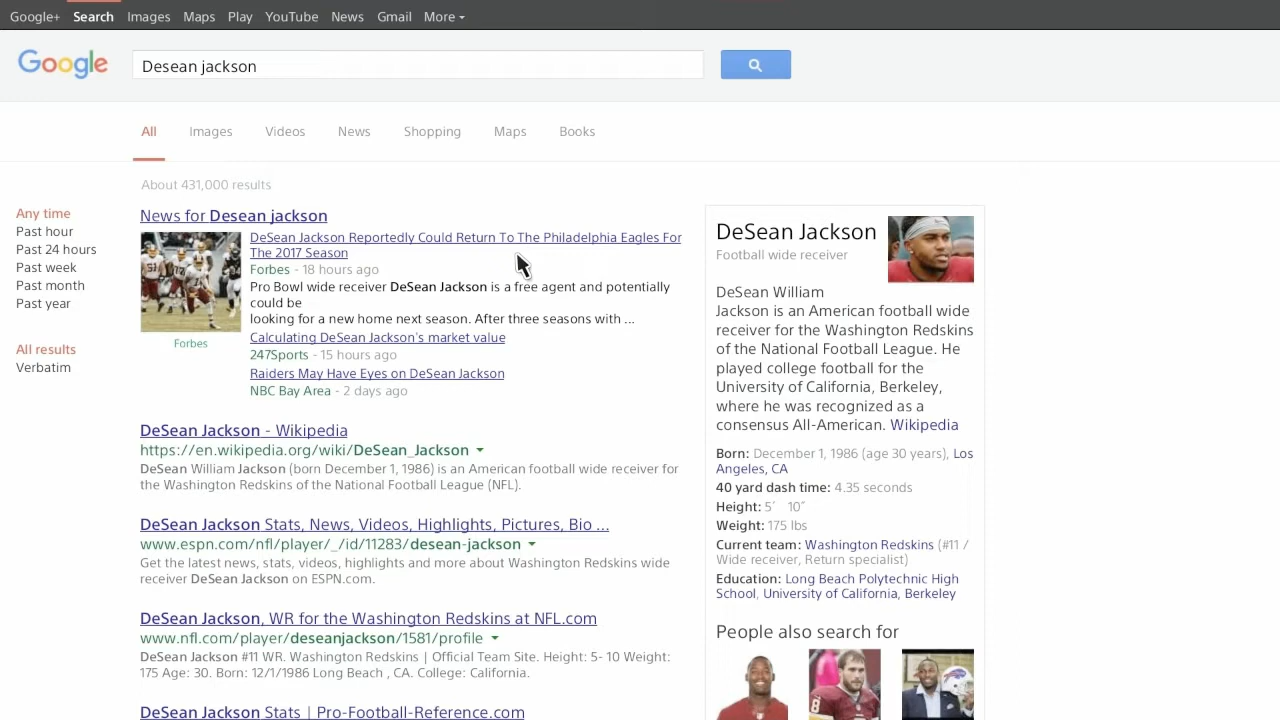 Google+ Search Images Maps Play YouTube News Gmail More
Google
Desean jackson
All Images Videos News Shopping Maps Books
About 431,000 results
Any time
Past hour
Past 24 hours
Past week
Past month
Past year
All results
Verbatim
News for Desean jackson
DeSean Jackson Reportedly Could Return To The Philadelphia Eagles For
The 2017 Season
Forbes - 18 hours ago
Pro Bowl wide receiver DeSean Jackson is a free agent and potentially
could be
looking for a new home next season. After three seasons with ...
Forbes
Calculating DeSean Jackson's market value
247Sports - 15 hours ago
Raiders May Have Eyes on DeSean Jackson
NBC Bay Area - 2 days ago
DeSean Jackson - Wikipedia
https://en.wikipedia.org/wiki/DeSean_Jackson
DeSean William Jackson (born December 1, 1986) is an American football wide receiver for
the Washington Redskins of the National Football League (NFL).
DeSean Jackson Stats, News, Videos, Highlights, Pictures, Bio ...
www.espn.com/nfl/player/_/id/11283/desean-jackson
Get the latest news, stats, videos, highlights and more about Washington Redskins wide
receiver DeSean Jackson on ESPN.com.
DeSean Jackson, WR for the Washington Redskins at NFL.com
www.nfl.com/player/deseanjackson/1581/profile
DeSean Jackson #11 WR. Washington Redskins | Official Team Site. Height: 5- 10 Weight:
175 Age: 30. Born: 12/1/1986 Long Beach , CA. College: California.
DeSean Jackson Stats | Pro-Football-Reference.com
DeSean Jackson
Football wide receiver
DeSean William
Jackson is an American football wide
receiver for the Washington Redskins
of the National Football League. He
played college football for the
University of California, Berkeley,
where he was recognized as a
consensus All-American. Wikipedia
Born: December 1, 1986 (age 30 years), Los
Angeles, CA
40 yard dash time: 4.35 seconds
Height: 5′ 10″
Weight: 175 lbs
Current team: Washington Redskins (#11 /
Wide receiver, Return specialist)
Education: Long Beach Polytechnic High
School, University of California, Berkeley
People also search for